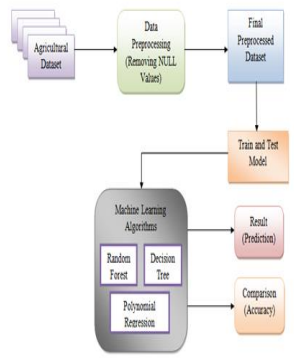 Agricultural
Dataset
Data
Preprocessing
(Removing NULL
Values)
Final
Preprocessed
Dataset
Train and Test
Model
Machine Learning
Algorithms
Random
Forest
Decision
Tree
Polynomial
Regression
Result
(Prediction)
Comparison
(Accuracy)